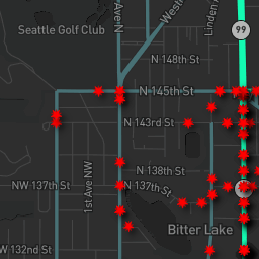 Seattle Golf Club
Ave N
Linden
99
N 148th St
N 145th St
N 143rd St
N 138th St
NW 137th St
N 137th St
1st Ave NW
Bitter Lake
W 132nd St